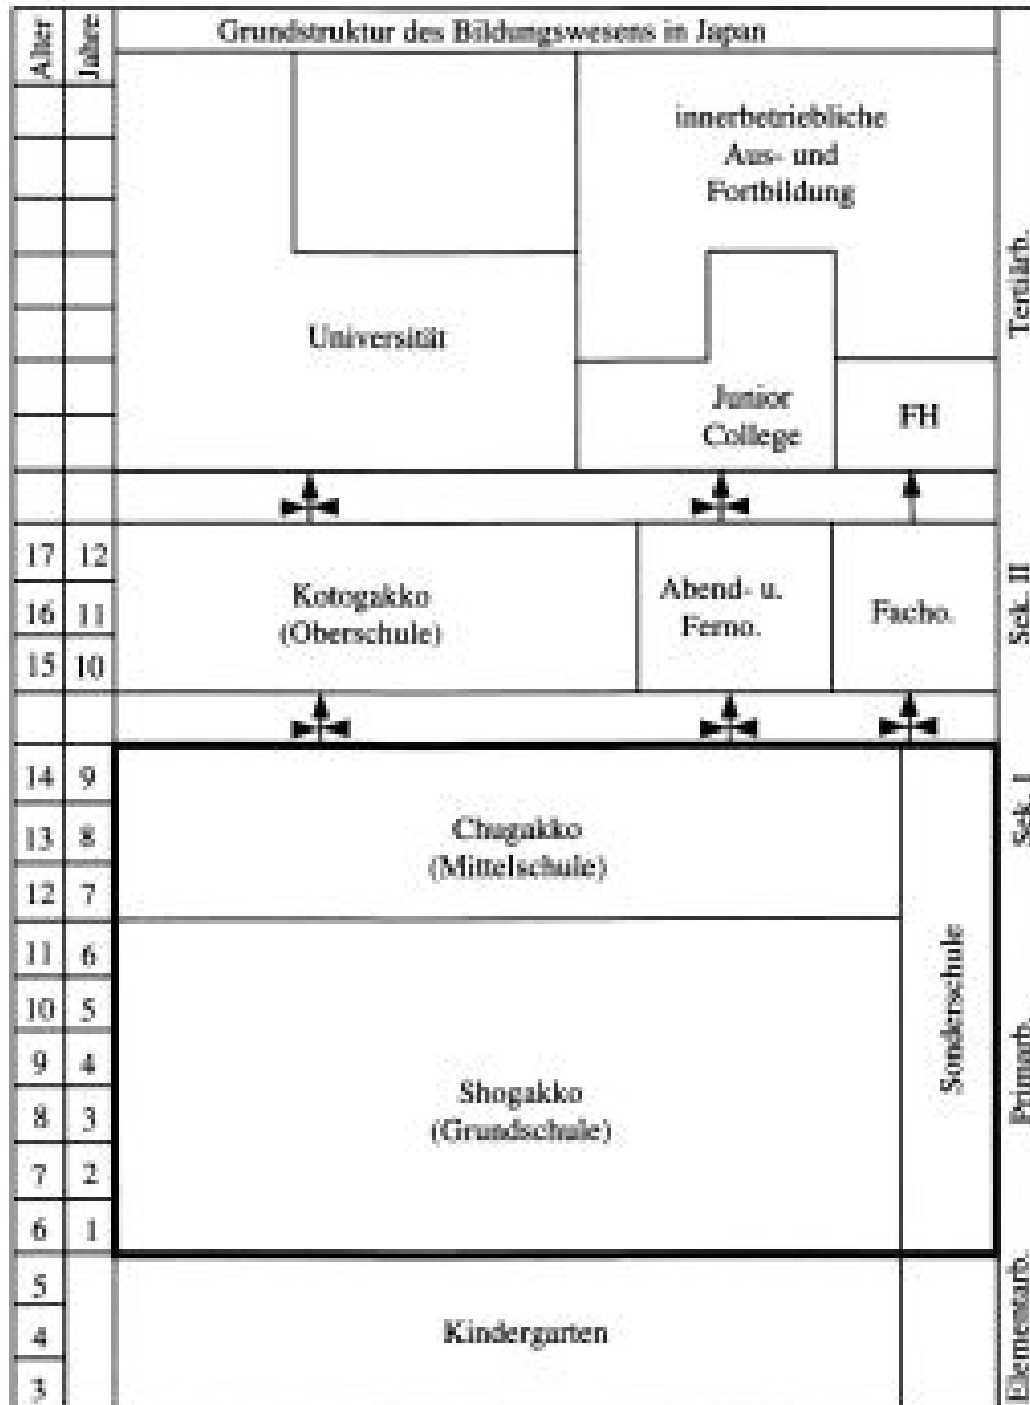 Alter
Jahre
Grundstruktur des Bildungswesens in Japan
innerbetriebliche
Aus- und
Fortbildung
Universität
Junior
College
FH
Tertiärb.
17 12
16 11
15 10
Kotogakko
(Oberschule)
Abend- u.
Ferno.
Facho.
Sek. II
14 9
13 8
12 7
Chugakko
(Mittelschule)
Sek. I
11 6
10 5
9 4
8 3
7 2
6 1
Shogakko
(Grundschule)
Sonderschule
Primarb.
5
4
3
Kindergarten
Elementarb.